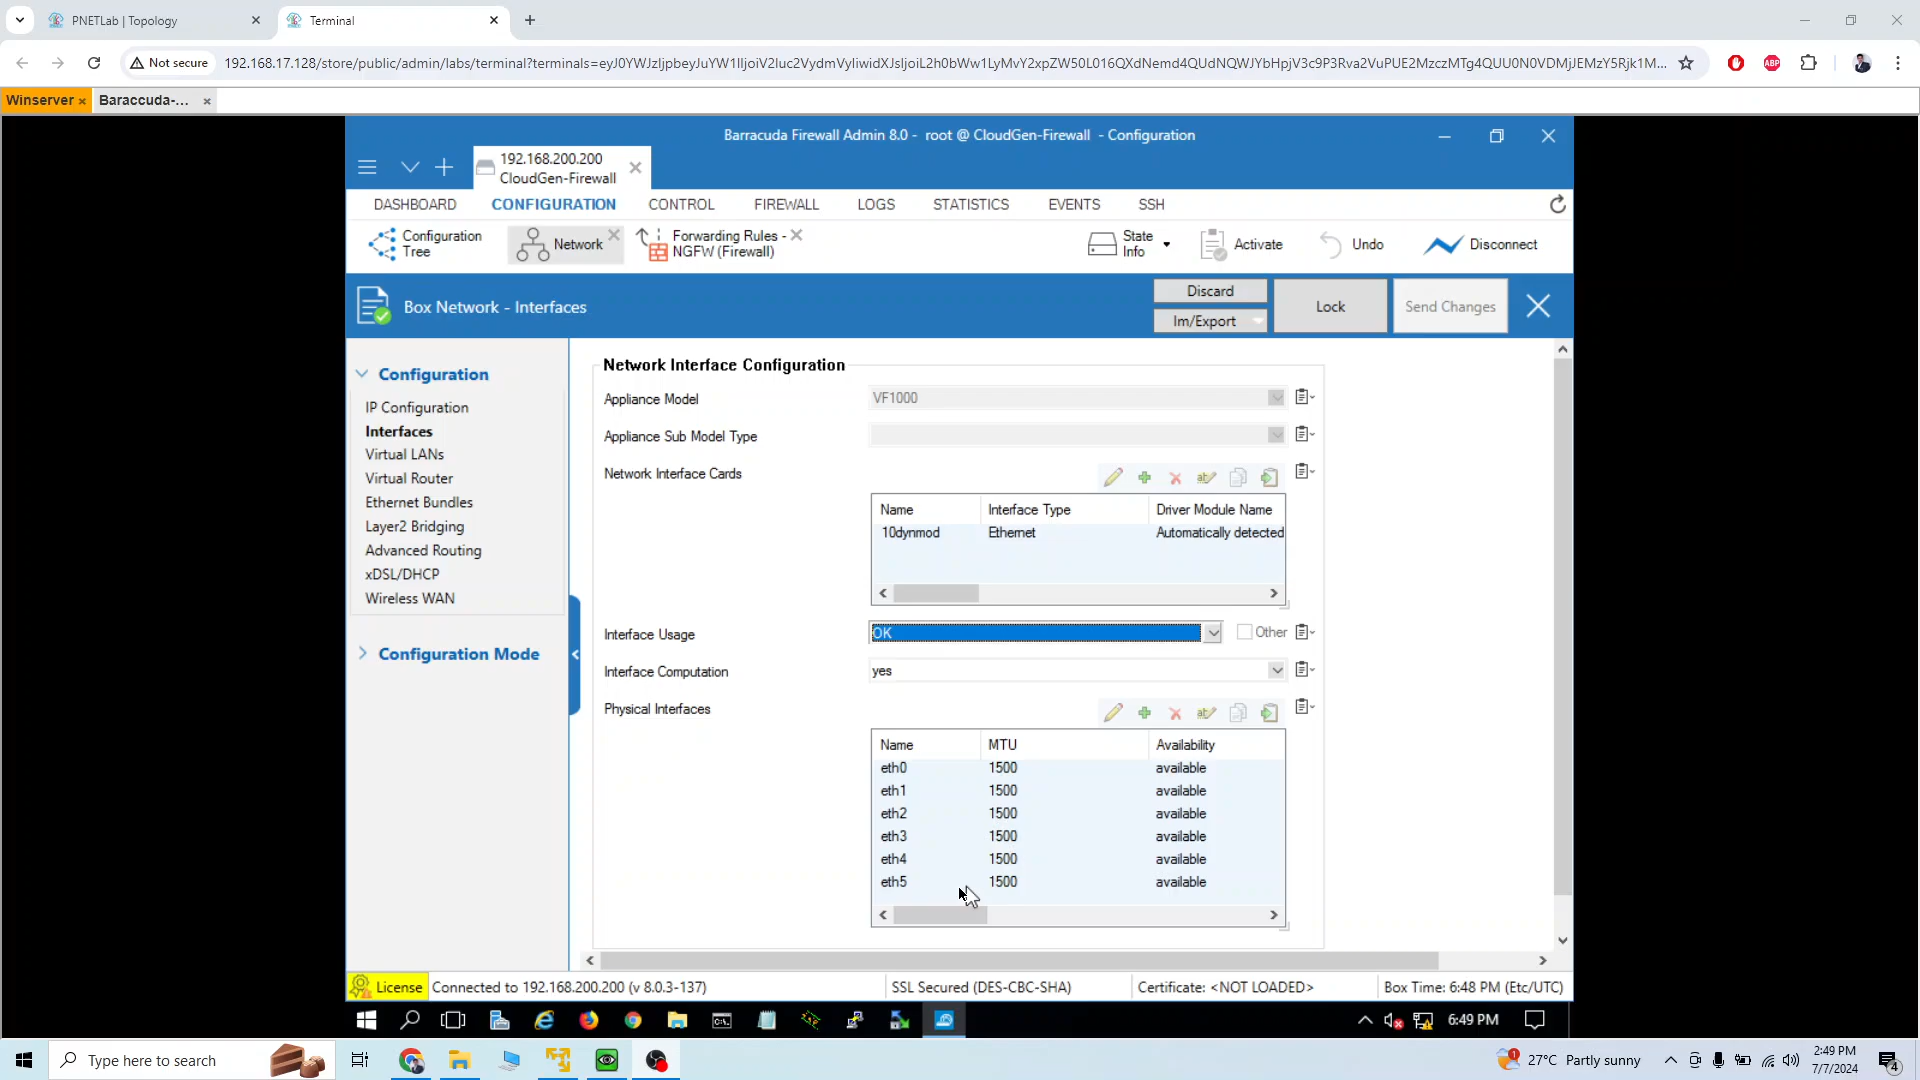 PNETLab | Topology
Terminal
Not secure
192.168.17.128/store/public/admin/labs/terminal?terminals=
Winserver
Baraccuda-...
Barracuda Firewall Admin 8.0 - root @ CloudGen-Firewall - Configuration
192.168.200.200
CloudGen-Firewall
DASHBOARD CONFIGURATION CONTROL FIREWALL LOGS STATISTICS EVENTS SSH
Configuration Tree
Network
Forwarding Rules - NGFW (Firewall)
State Info
Activate
Undo
Disconnect
Box Network - Interfaces
Discard
Im/Export
Lock
Send Changes
Configuration
IP Configuration
Interfaces
Virtual LANs
Virtual Router
Ethernet Bundles
Layer2 Bridging
Advanced Routing
xDSL/DHCP
Wireless WAN
Configuration Mode
Network Interface Configuration
Appliance Model VF1000
Appliance Sub Model Type
Network Interface Cards
Name Interface Type Driver Module Name
10dynmod Ethernet Automatically detected
Interface Usage OK Other
Interface Computation yes
Physical Interfaces
Name MTU Availability
eth0 1500 available
eth1 1500 available
eth2 1500 available
eth3 1500 available
eth4 1500 available
eth5 1500 available
License Connected to 192.168.200.200 (v 8.0.3-137) SSL Secured (DES-CBC-SHA) Certificate: <NOT LOADED> Box Time: 6:48 PM (Etc/UTC)
6:49 PM
Type here to search
27°C Partly sunny
2:49 PM
7/7/2024